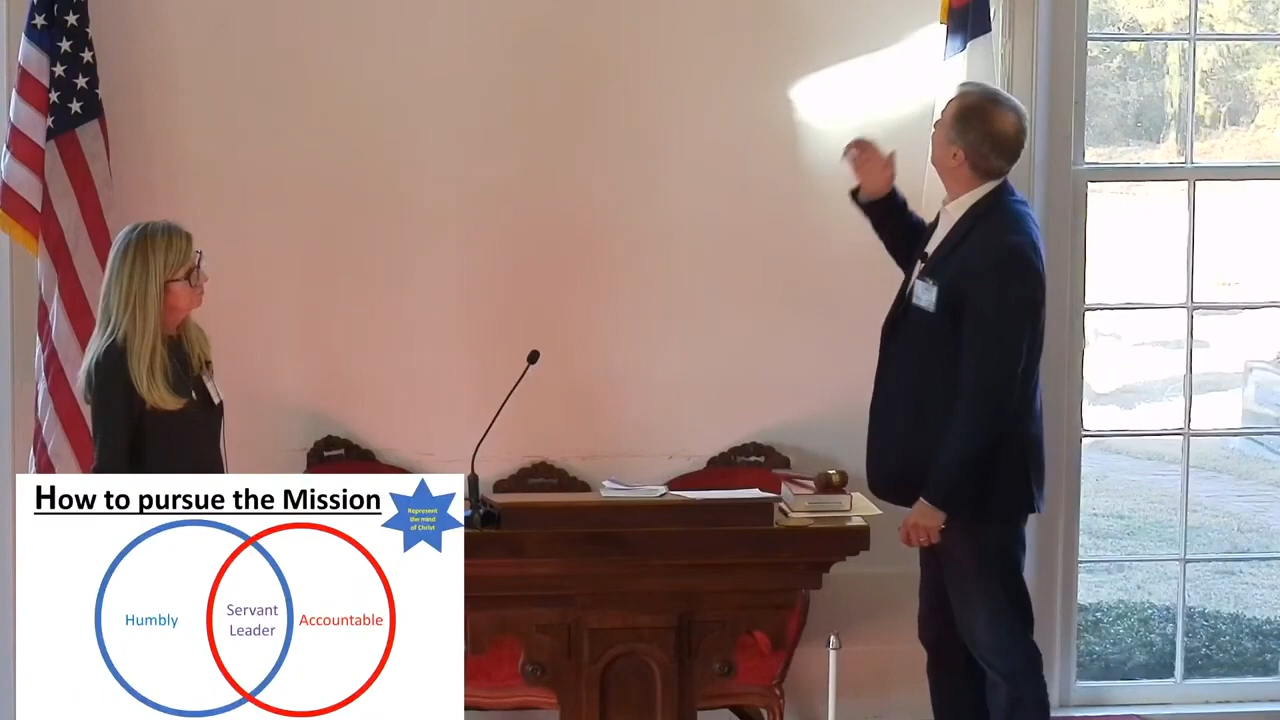 How to pursue the Mission
Represent
the mind
of Christ
Humbly
Servant
Leader
Accountable